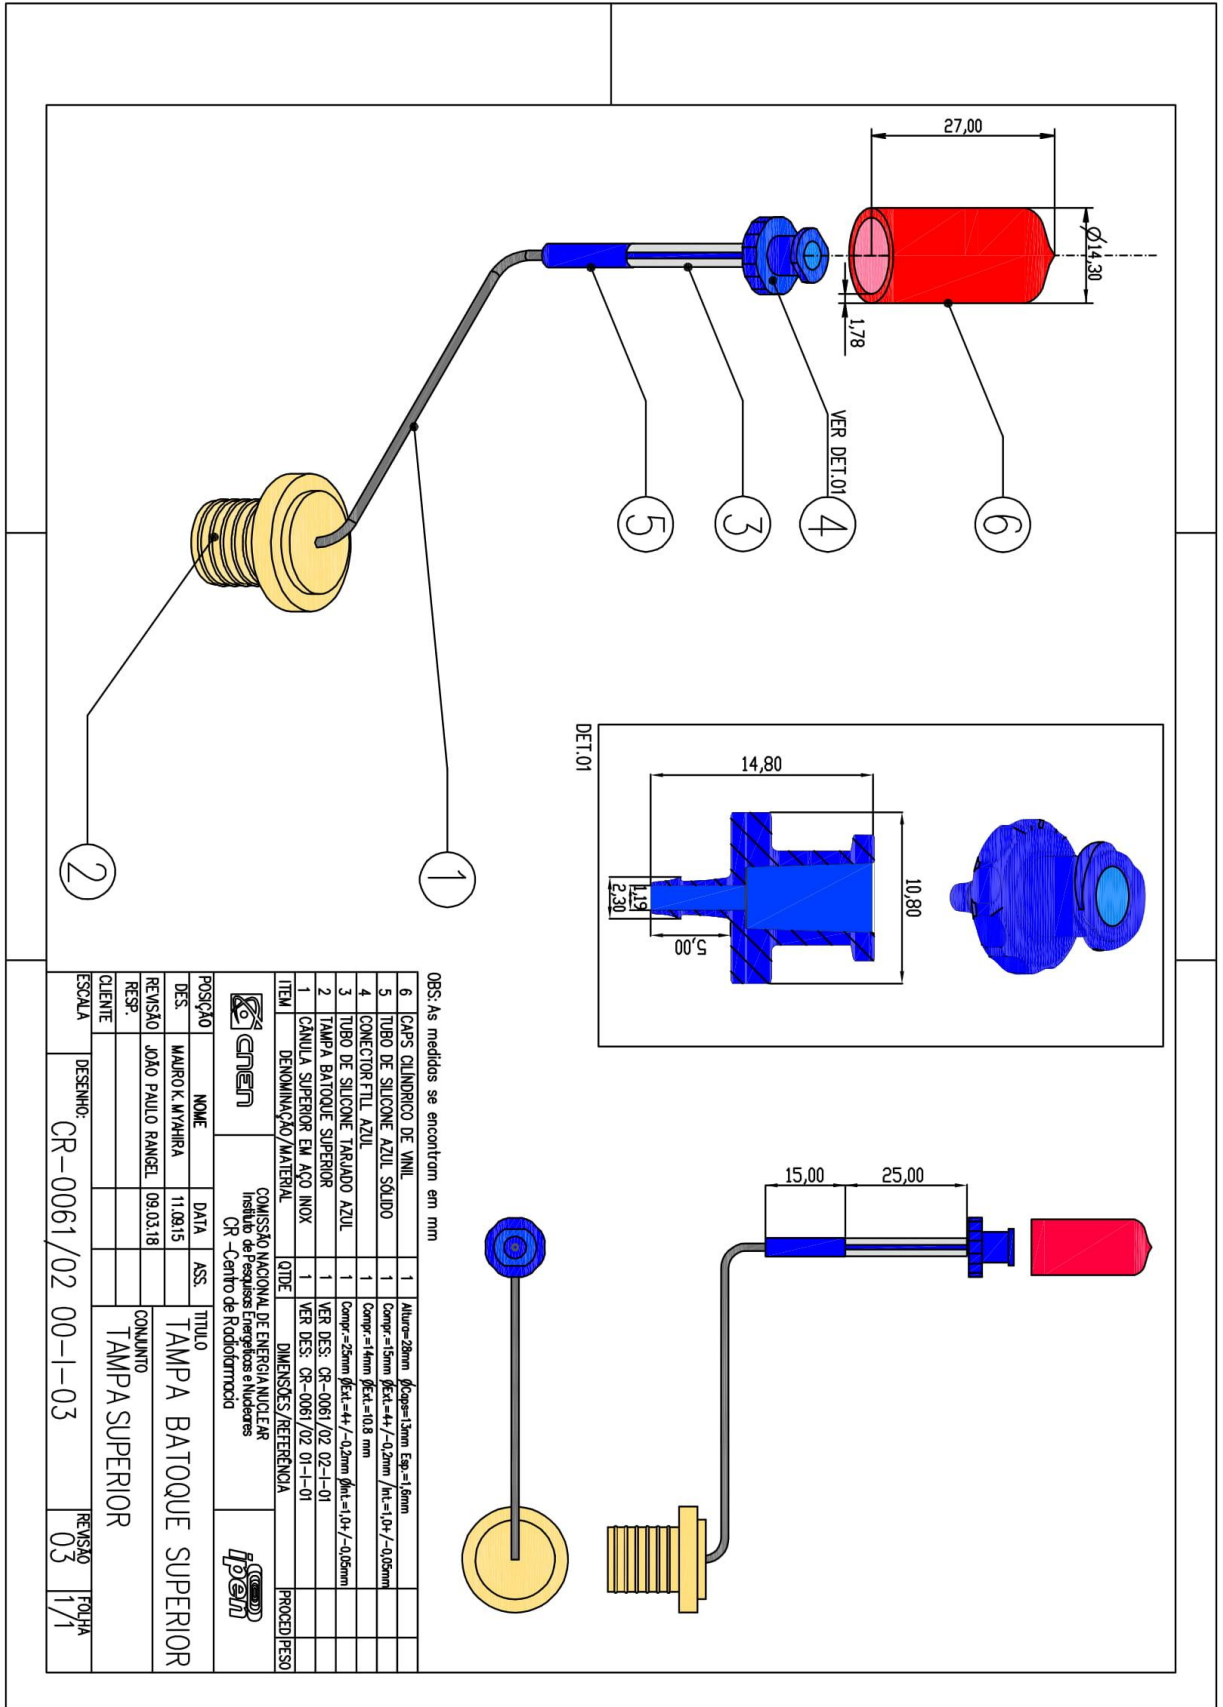 27,00
Ø14,30
1,78
VER DET.01
6
4
3
5
1
2
DET.01
14,80
10,80
1,19
2,30
5,00
15,00
25,00
OBS: As medidas se encontram em mm
6 CAPS CILÍNDRICO DE VINIL 1 Altura=28mm ØCaps=13mm Esp.=1,6mm
5 TUBO DE SILICONE AZUL SÓLIDO 1 Compr.=15mm ØExt.=4+/-0,2mm /Int.=1,0+/-0,05mm
4 CONECTOR FTLL AZUL 1 Compr.=14mm ØExt.=10.8 mm
3 TUBO DE SILICONE TARJADO AZUL 1 Compr.=25mm ØExt.=4+/-0,2mm ØInt.=1,0+/-0,05mm
2 TAMPA BATOQUE SUPERIOR 1 VER DES: CR-0061/02 02-I-01
1 CÂNULA SUPERIOR EM AÇO INOX 1 VER DES: CR-0061/02 01-I-01
ITEM DENOMINAÇÃO/MATERIAL QTDE DIMENSÕES/REFERÊNCIA PROCED PESO
cnen
COMISSÃO NACIONAL DE ENERGIA NUCLEAR
Instituto de Pesquisas Energéticas e Nucleares
CR -Centro de Radiofarmacia
ipen
POSIÇÃO NOME DATA ASS. TITULO
DES. MAURO K. MYAHIRA 11.09.15
TAMPA BATOQUE SUPERIOR
REVISÃO JOÃO PAULO RANGEL 09.03.18
RESP.
CONJUNTO
CLIENTE
TAMPA SUPERIOR
ESCALA DESENHO: CR-0061/02 00-I-03
REVISÃO 03
FOLHA 1/1